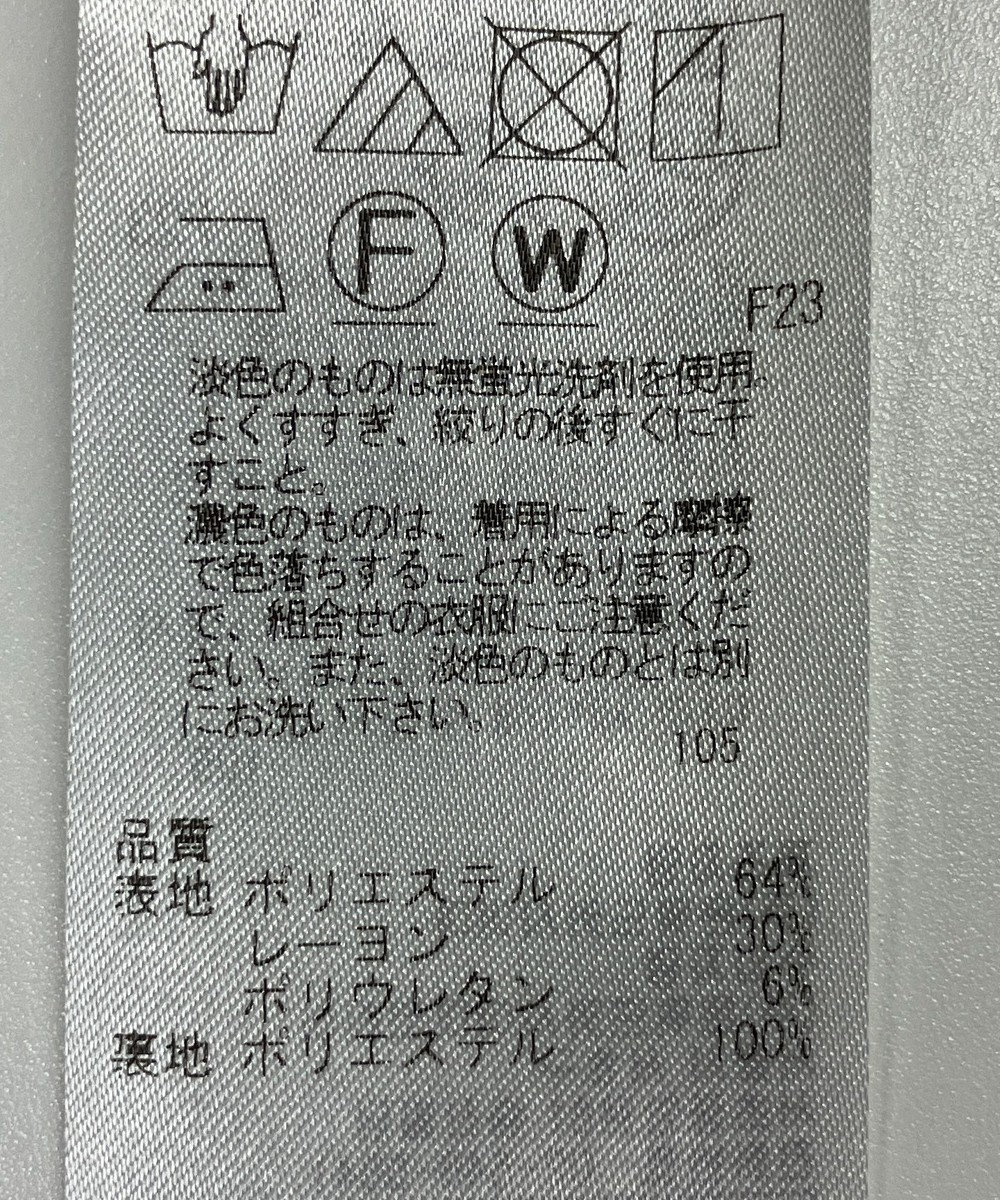 F W
F23
淡色のものは無蛍光洗剤を使用。
よくすすぎ、絞りの後すぐに干
すこと。
濃色のものは、着用による摩擦
で色落ちすることがありますの
で、組合せの衣服にご注意くだ
さい。また、淡色のものとは別
にお洗い下さい。
105
品質
表地 ポリエステル 64%
レーヨン 30%
ポリウレタン 6%
裏地 ポリエステル 100%